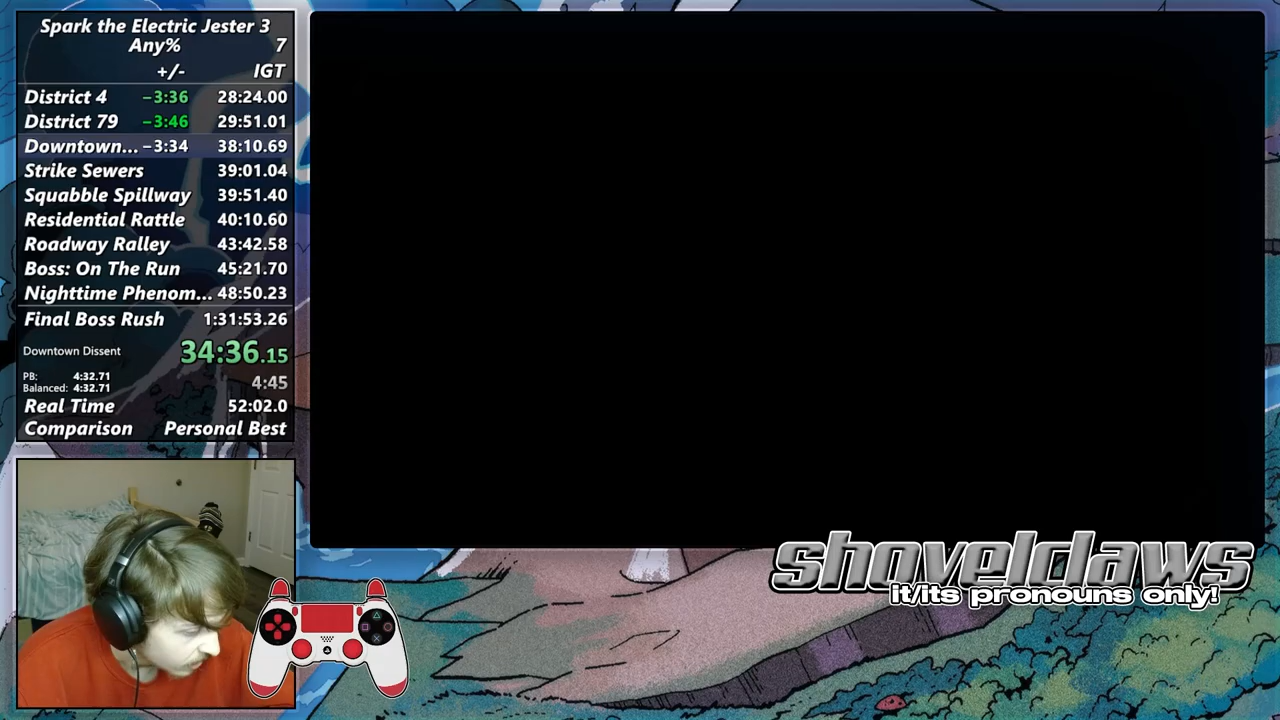 Spark the Electric Jester 3
Any% 7
+/- IGT
District 4 −3:36 28:24.00
District 79 −3:46 29:51.01
Downtown... −3:34 38:10.69
Strike Sewers 39:01.04
Squabble Spillway 39:51.40
Residential Rattle 40:10.60
Roadway Ralley 43:42.58
Boss: On The Run 45:21.70
Nighttime Phenom... 48:50.23
Final Boss Rush 1:31:53.26
Downtown Dissent 34:36.15
PB: 4:32.71
Balanced: 4:32.71 4:45
Real Time 52:02.0
Comparison Personal Best
shovelclaws
it/its pronouns only!